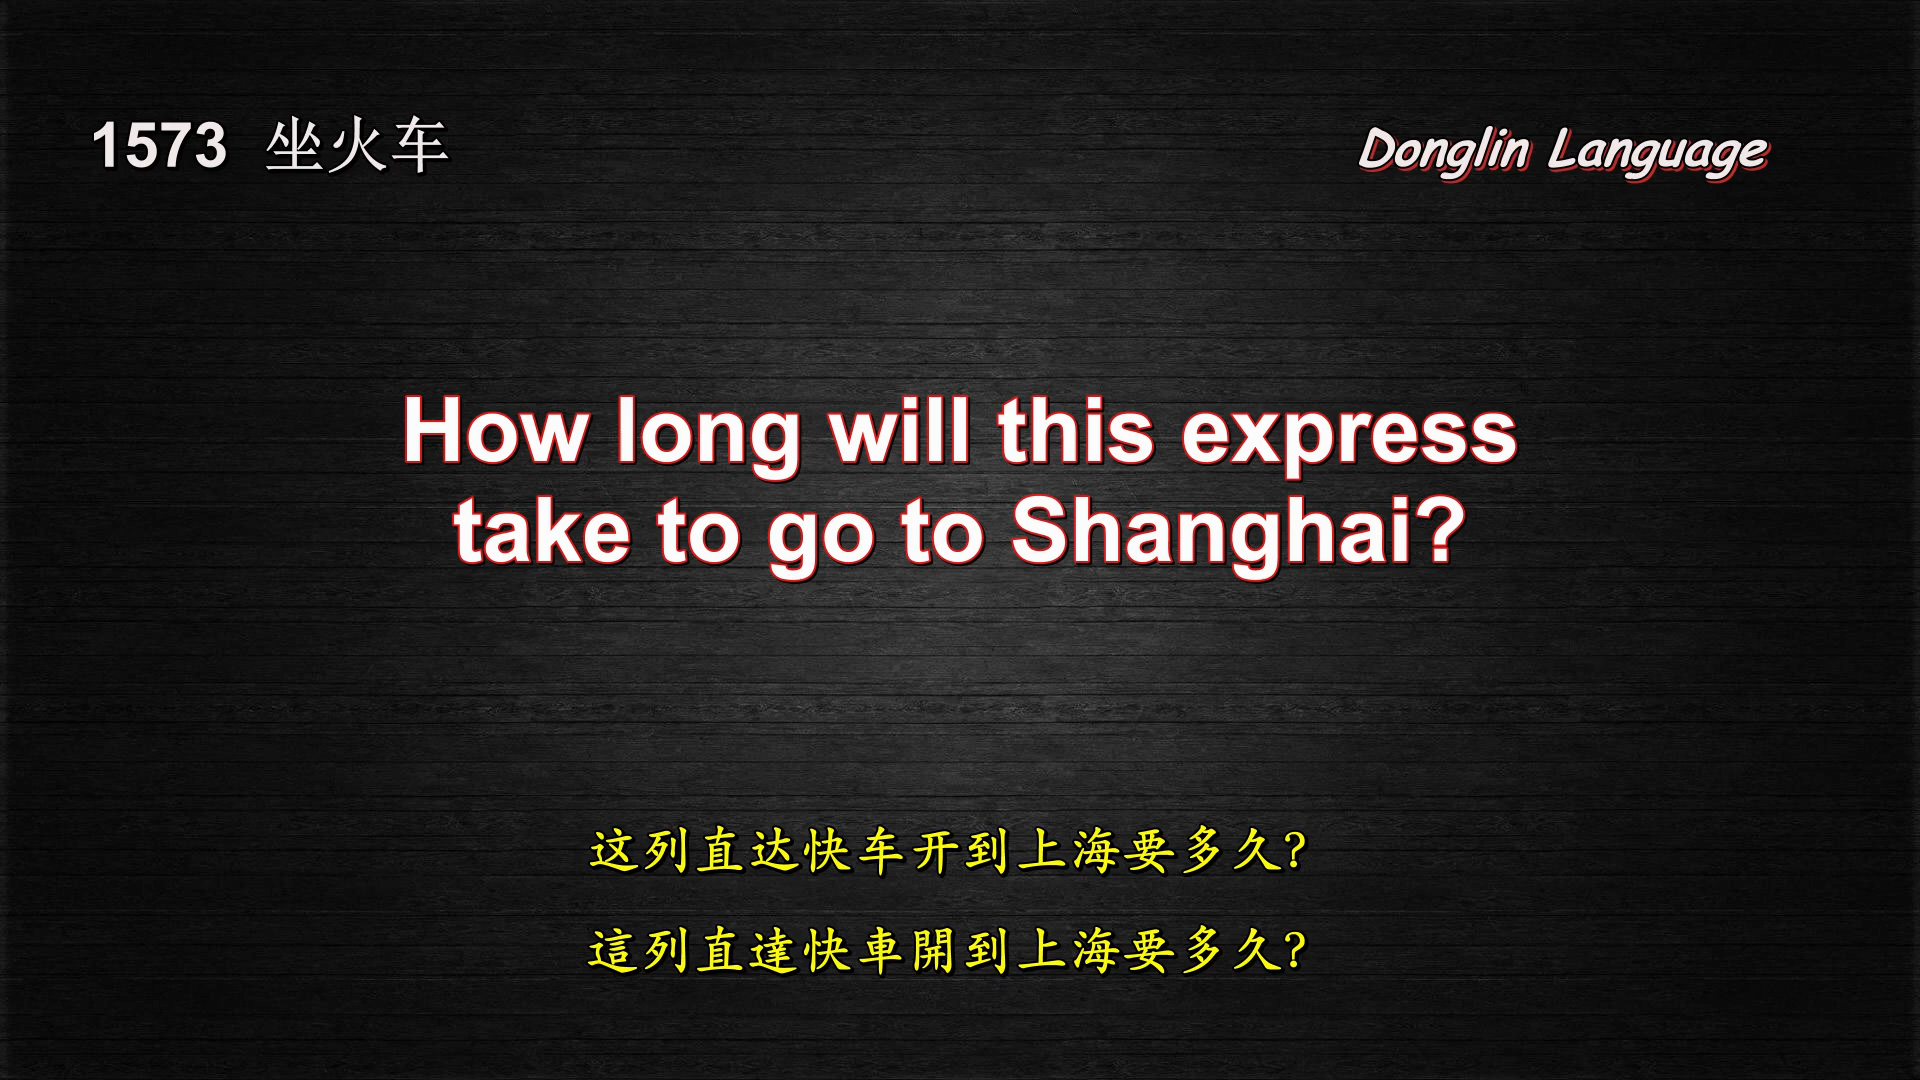 1573 坐火车
Donglin Language
How long will this express
take to go to Shanghai?
这列直达快车开到上海要多久?
這列直達快車開到上海要多久?